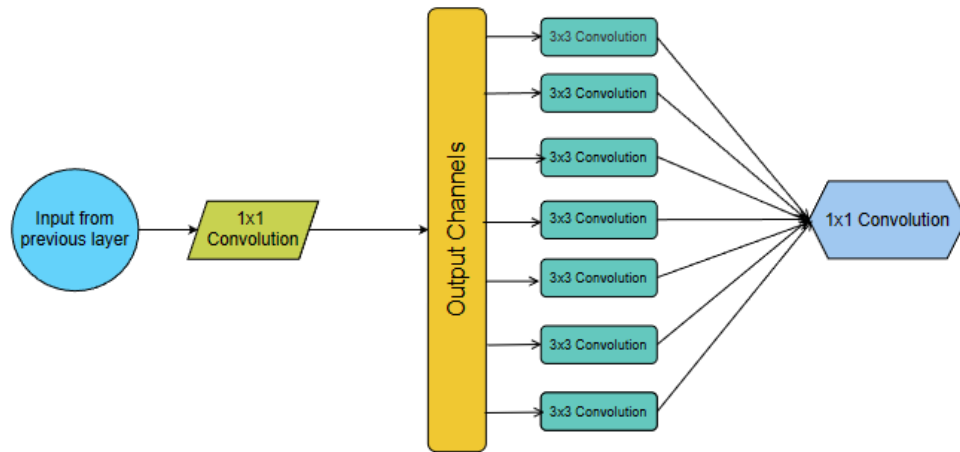 Input from
previous layer
1x1
Convolution
Output Channels
3x3 Convolution
3x3 Convolution
3x3 Convolution
3x3 Convolution
3x3 Convolution
3x3 Convolution
3x3 Convolution
1x1 Convolution